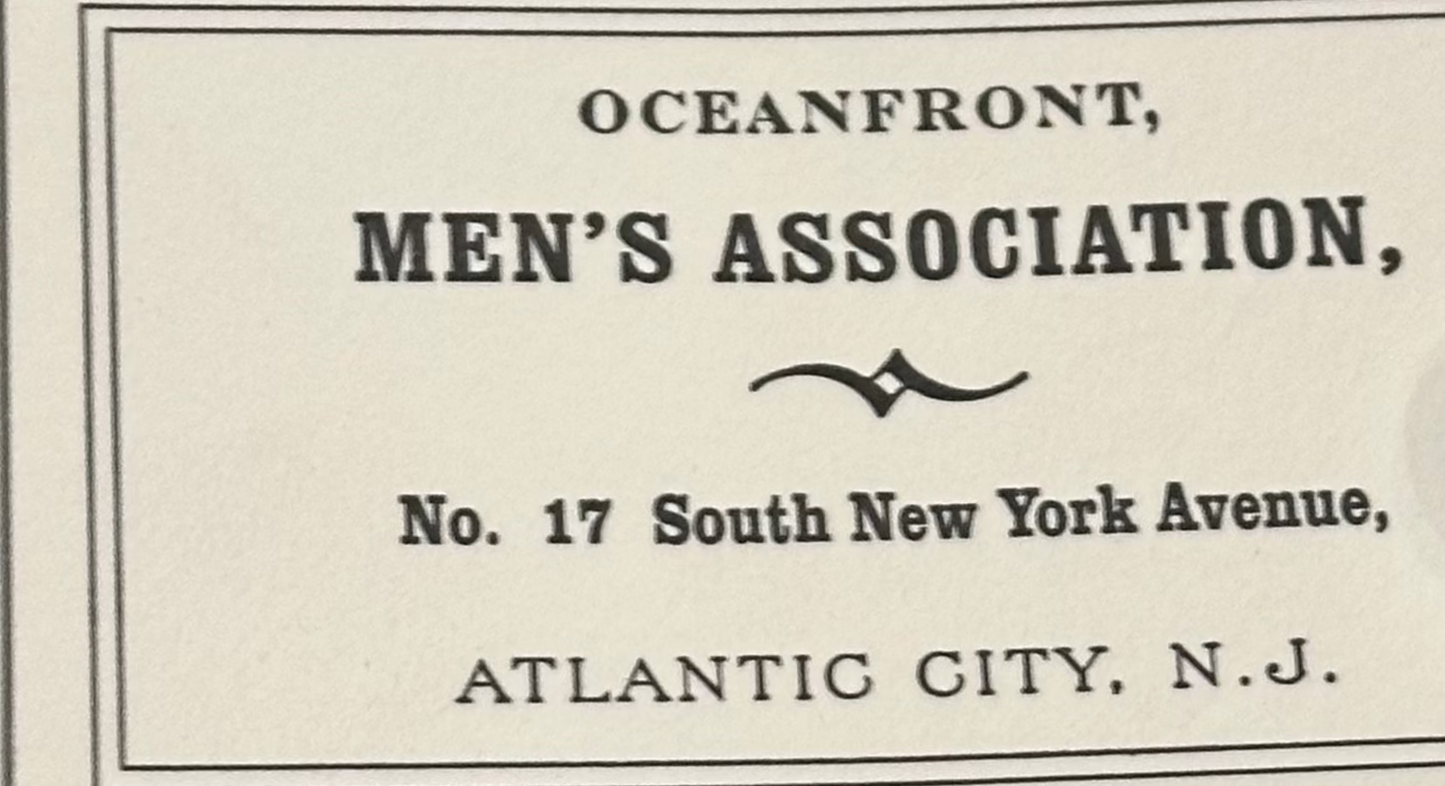 OCEANFRONT,
MEN’S ASSOCIATION,
No. 17 South New York Avenue,
ATLANTIC CITY, N.J.